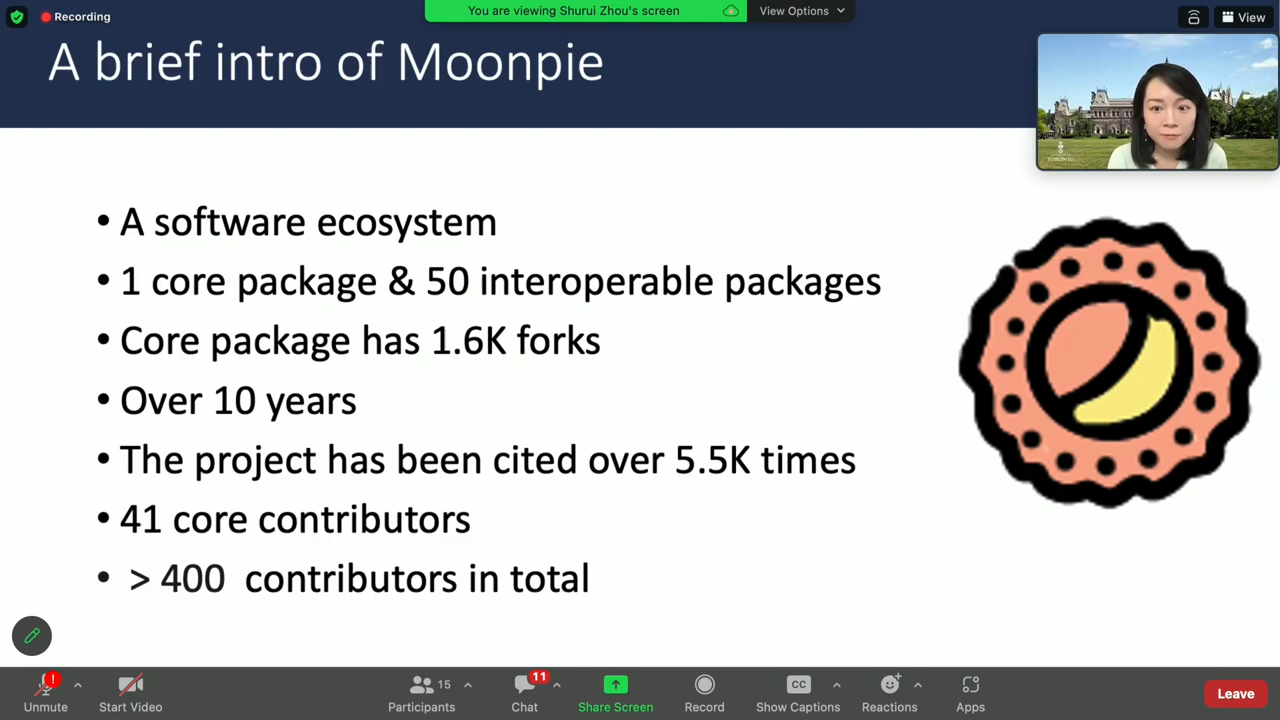 Recording
You are viewing Shurui Zhou's screen
View Options
View
A brief intro of Moonpie
TORONTO
• A software ecosystem
• 1 core package & 50 interoperable packages
• Core package has 1.6K forks
• Over 10 years
• The project has been cited over 5.5K times
• 41 core contributors
• > 400 contributors in total
Unmute
Start Video
15
Participants
11
Chat
Share Screen
Record
CC
Show Captions
Reactions
Apps
Leave